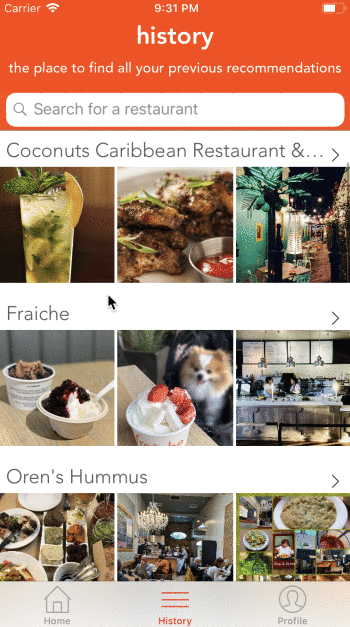 Carrier 9:31 PM
history
the place to find all your previous recommendations
Search for a restaurant
Coconuts Caribbean Restaurant &...
Fraiche
Oren's Hummus
Home History Profile